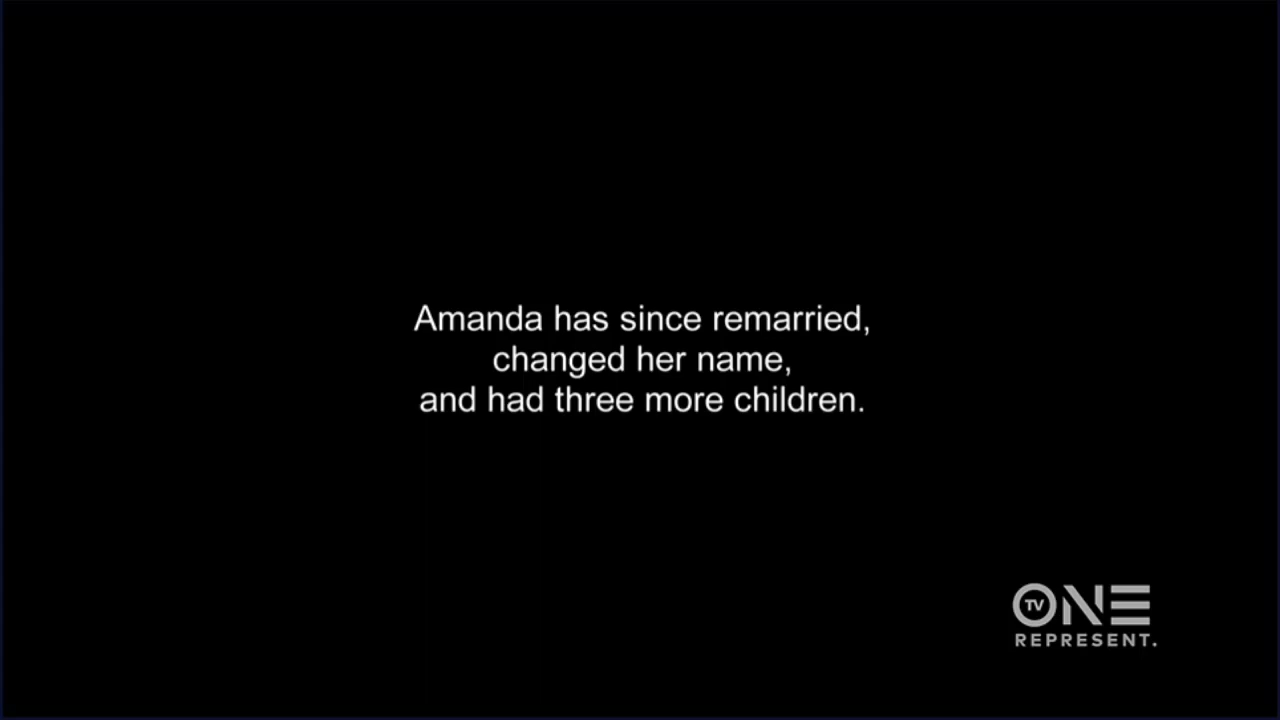 Amanda has since remarried,
changed her name,
and had three more children.
TV ONE
REPRESENT.